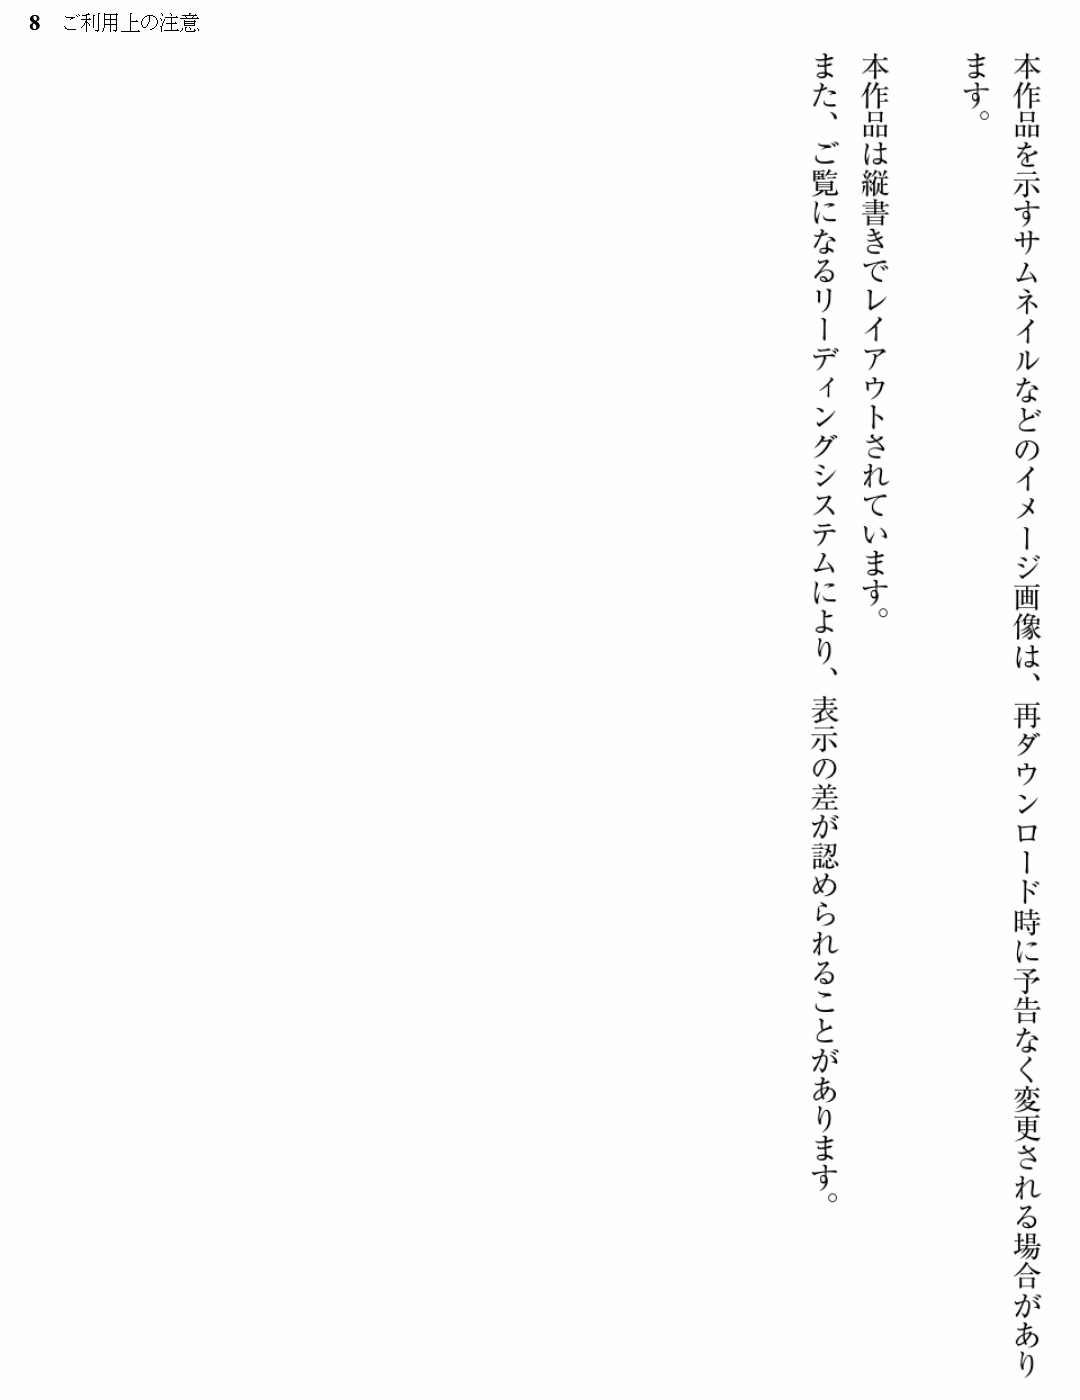 8 ご利用上の注意
本作品を示すサムネイルなどのイメージ画像は、再ダウンロード時に予告なく変更される場合があり
ます。
本作品は縦書きでレイアウトされています。
また、ご覧になるリーディングシステムにより、表示の差が認められることがあります。